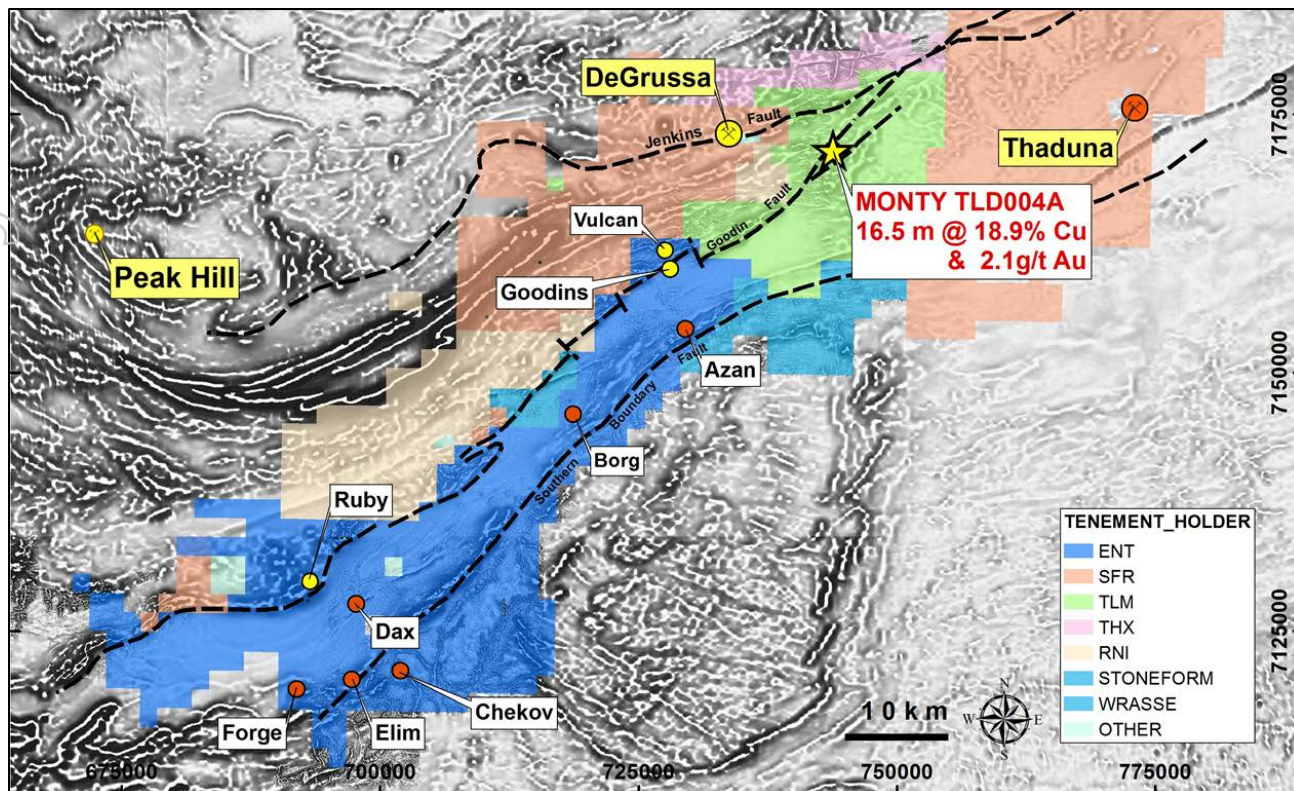 DeGrussa
Jenkins Fault
Thaduna
Peak Hill
Vulcan
Goodin Fault
MONTY TLD004A
16.5 m @ 18.9% Cu
& 2.1g/t Au
Goodins
Azan
Southern Boundary Fault
Borg
Ruby
Dax
Forge
Elim
Chekov
TENEMENT_HOLDER
ENT
SFR
TLM
THX
RNI
STONEFORM
WRASSE
OTHER
10 km
N
W
E
S
7175000
7150000
7125000
675000
700000
725000
750000
775000